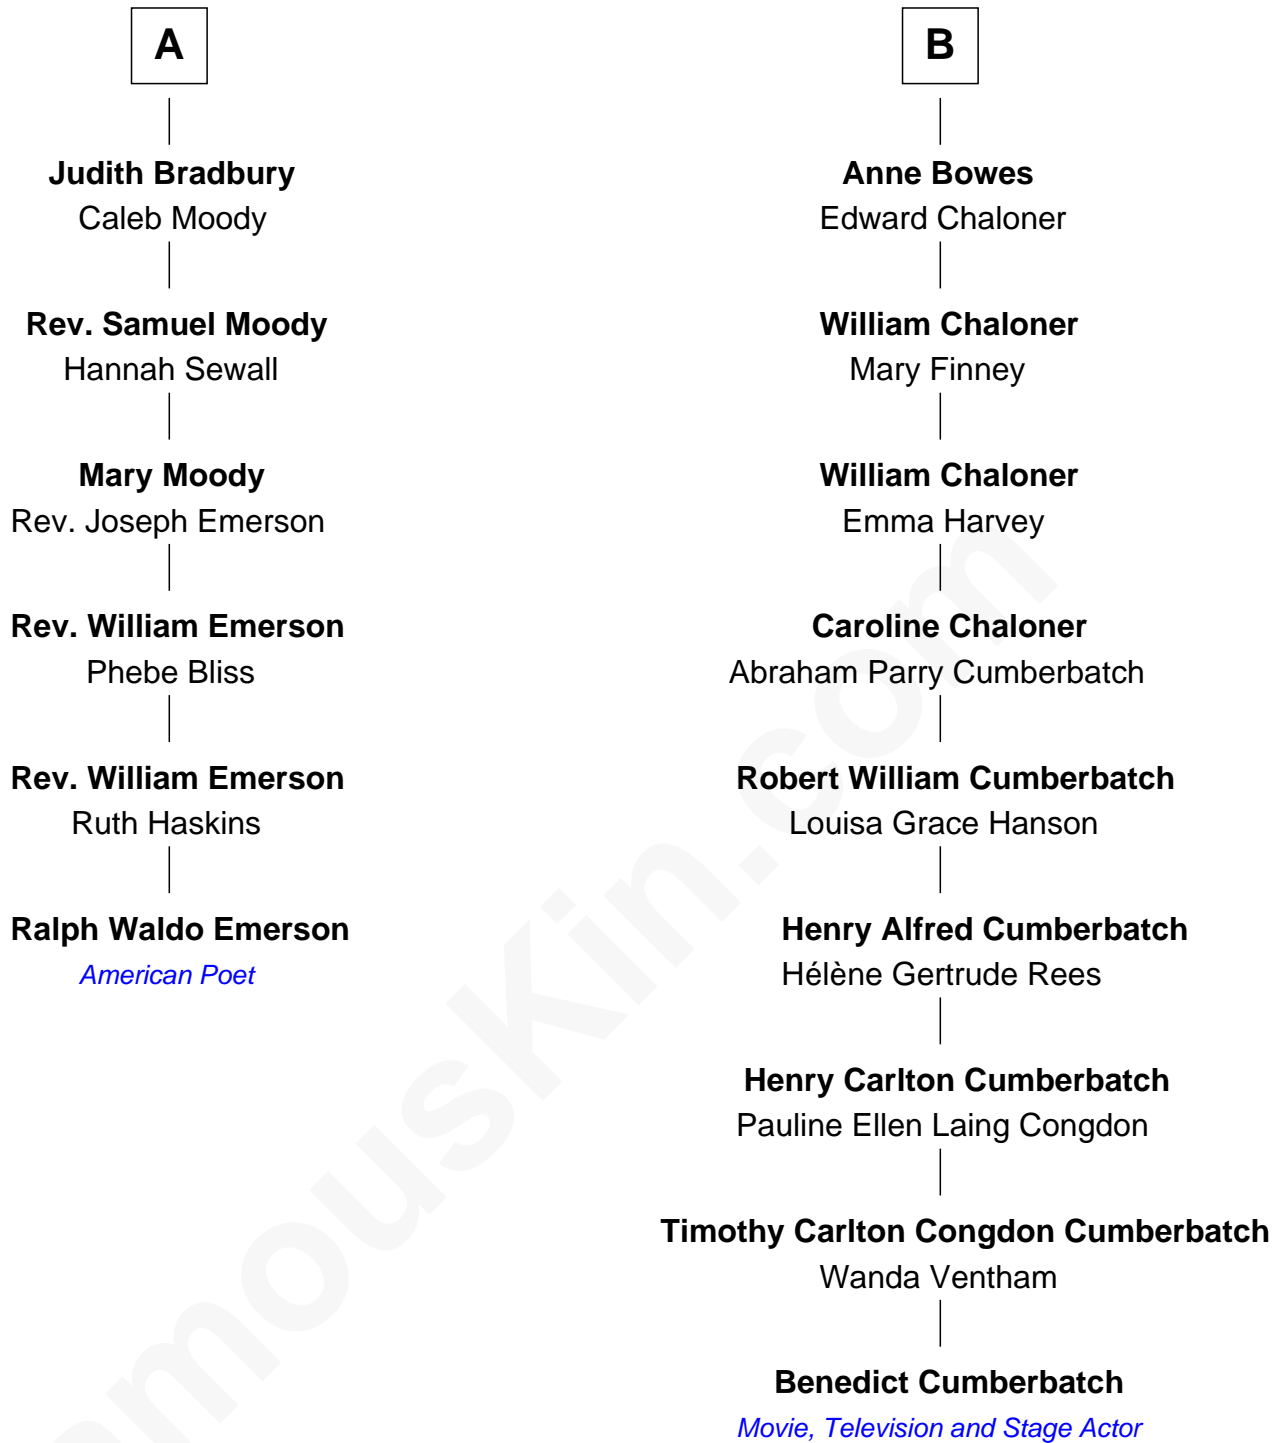 A
Judith Bradbury
Caleb Moody
Rev. Samuel Moody
Hannah Sewall
Mary Moody
Rev. Joseph Emerson
Rev. William Emerson
Phebe Bliss
Rev. William Emerson
Ruth Haskins
Ralph Waldo Emerson
American Poet
B
Anne Bowes
Edward Chaloner
William Chaloner
Mary Finney
William Chaloner
Emma Harvey
Caroline Chaloner
Abraham Parry Cumberbatch
Robert William Cumberbatch
Louisa Grace Hanson
Henry Alfred Cumberbatch
Hélène Gertrude Rees
Henry Carlton Cumberbatch
Pauline Ellen Laing Congdon
Timothy Carlton Congdon Cumberbatch
Wanda Ventham
Benedict Cumberbatch
Movie, Television and Stage Actor
amousKin.com